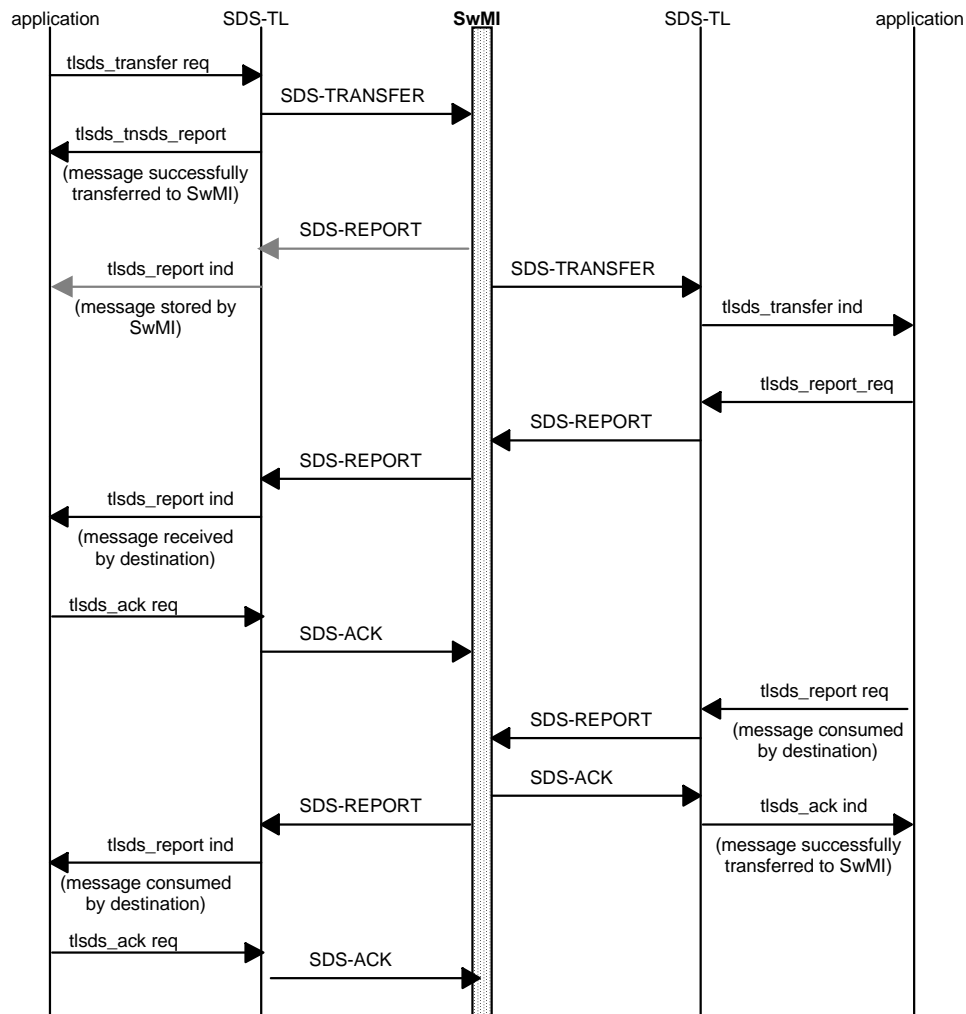 application
SDS-TL
SwMI
SDS-TL
application
tlsds_transfer req
SDS-TRANSFER
tlsds_tnsds_report
(message successfully
transferred to SwMI)
SDS-REPORT
tlsds_report ind
SDS-TRANSFER
(message stored by
SwMI)
tlsds_transfer ind
tlsds_report_req
SDS-REPORT
SDS-REPORT
tlsds_report ind
(message received
by destination)
tlsds_ack req
SDS-ACK
tlsds_report req
SDS-REPORT
(message consumed
by destination)
SDS-ACK
SDS-REPORT
tlsds_ack ind
tlsds_report ind
(message successfully
transferred to SwMI)
(message consumed
by destination)
tlsds_ack req
SDS-ACK